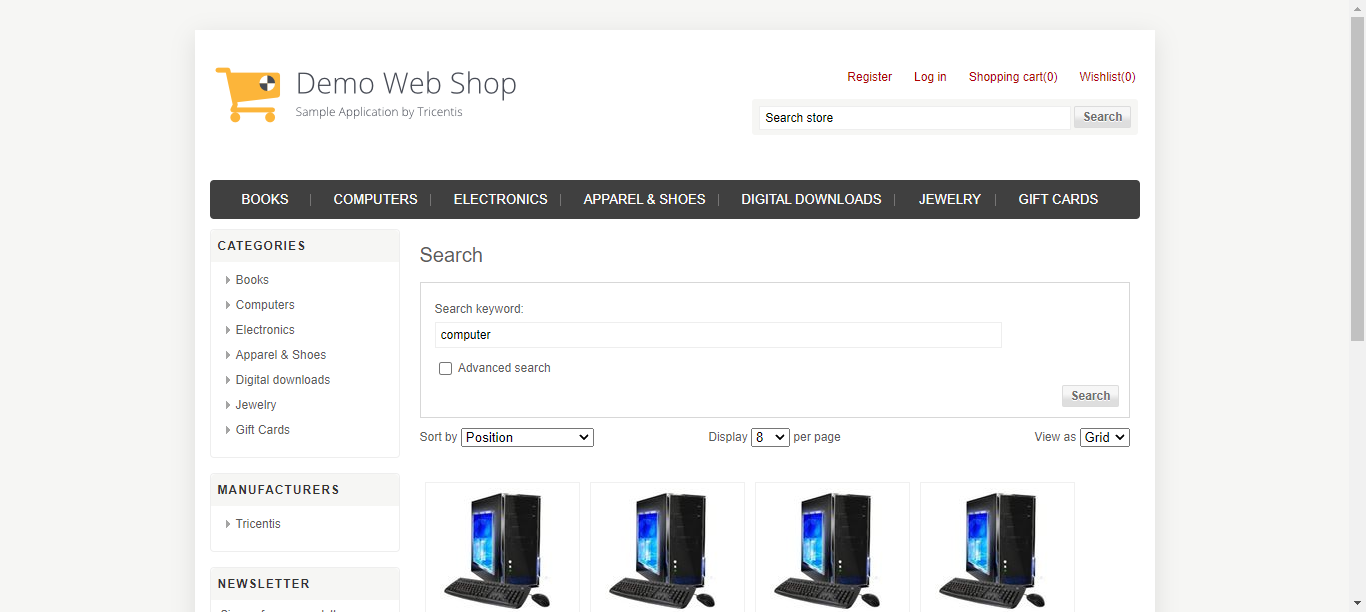 Demo Web Shop
Sample Application by Tricentis
Register Log in Shopping cart(0) Wishlist(0)
Search store Search
BOOKS COMPUTERS ELECTRONICS APPAREL & SHOES DIGITAL DOWNLOADS JEWELRY GIFT CARDS
CATEGORIES
Books
Computers
Electronics
Apparel & Shoes
Digital downloads
Jewelry
Gift Cards
MANUFACTURERS
Tricentis
NEWSLETTER
Search
Search keyword:
computer
Advanced search
Search
Sort by Position Display 8 per page View as Grid